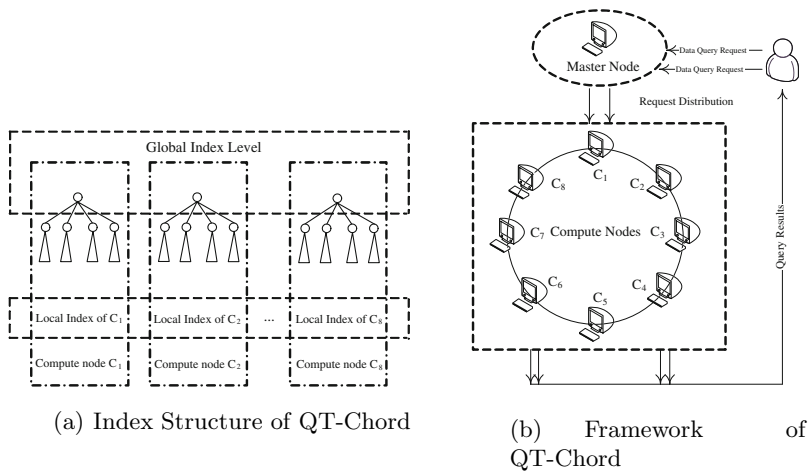 Global Index Level
Local Index of C1
Local Index of C2
...
Local Index of C8
Compute node C1
Compute node C2
Compute node C8
(a) Index Structure of QT-Chord
Master Node
Data Query Request
Data Query Request
Request Distribution
C1
C2
C3
C4
C5
C6
C7
C8
Compute Nodes
Query Results
(b) Framework of
QT-Chord